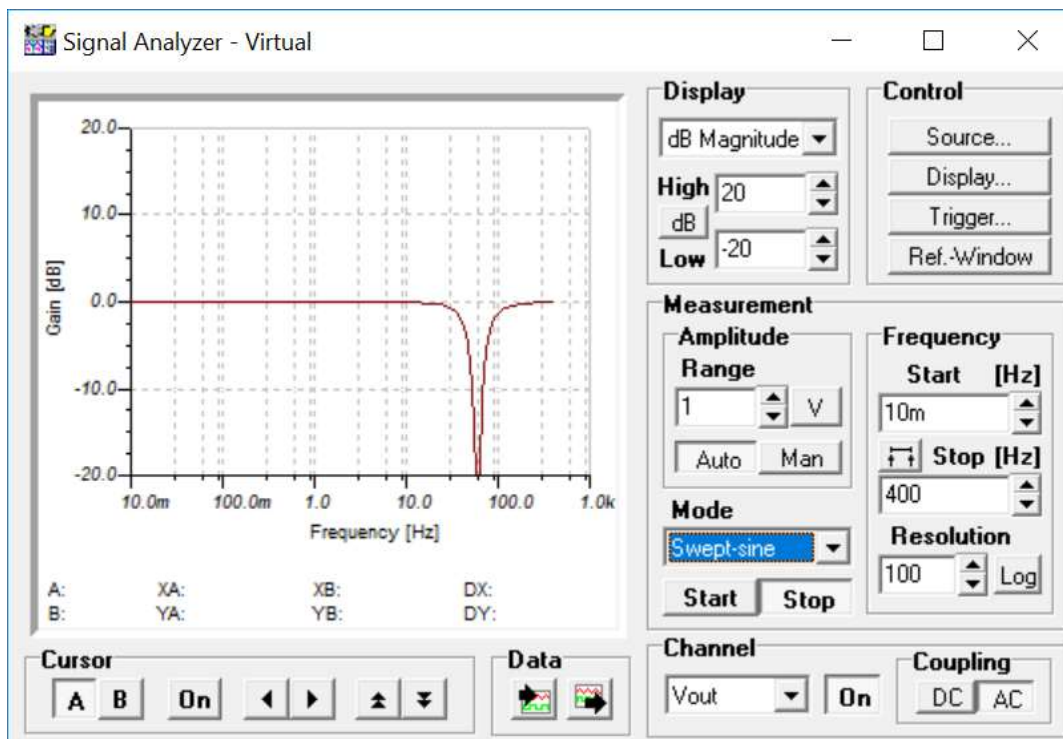 Signal Analyzer - Virtual
20.0
10.0
0.0
-10.0
-20.0
Gain [dB]
10.0m 100.0m 1.0 10.0 100.0 1.0k
Frequency [Hz]
A: XA: XB: DX:
B: YA: YB: DY:
Cursor
A B On
Data
Display
dB Magnitude
High 20
dB
Low -20
Control
Source...
Display...
Trigger...
Ref.-Window
Measurement
Amplitude
Range
1 V
Auto Man
Mode
Swept-sine
Start Stop
Frequency
Start [Hz]
10m
Stop [Hz]
400
Resolution
100 Log
Channel
Vout On
Coupling
DC AC